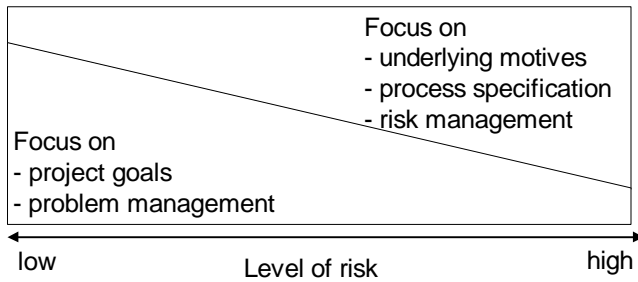 Focus on
- underlying motives
- process specification
- risk management
Focus on
- project goals
- problem management
low
Level of risk
high